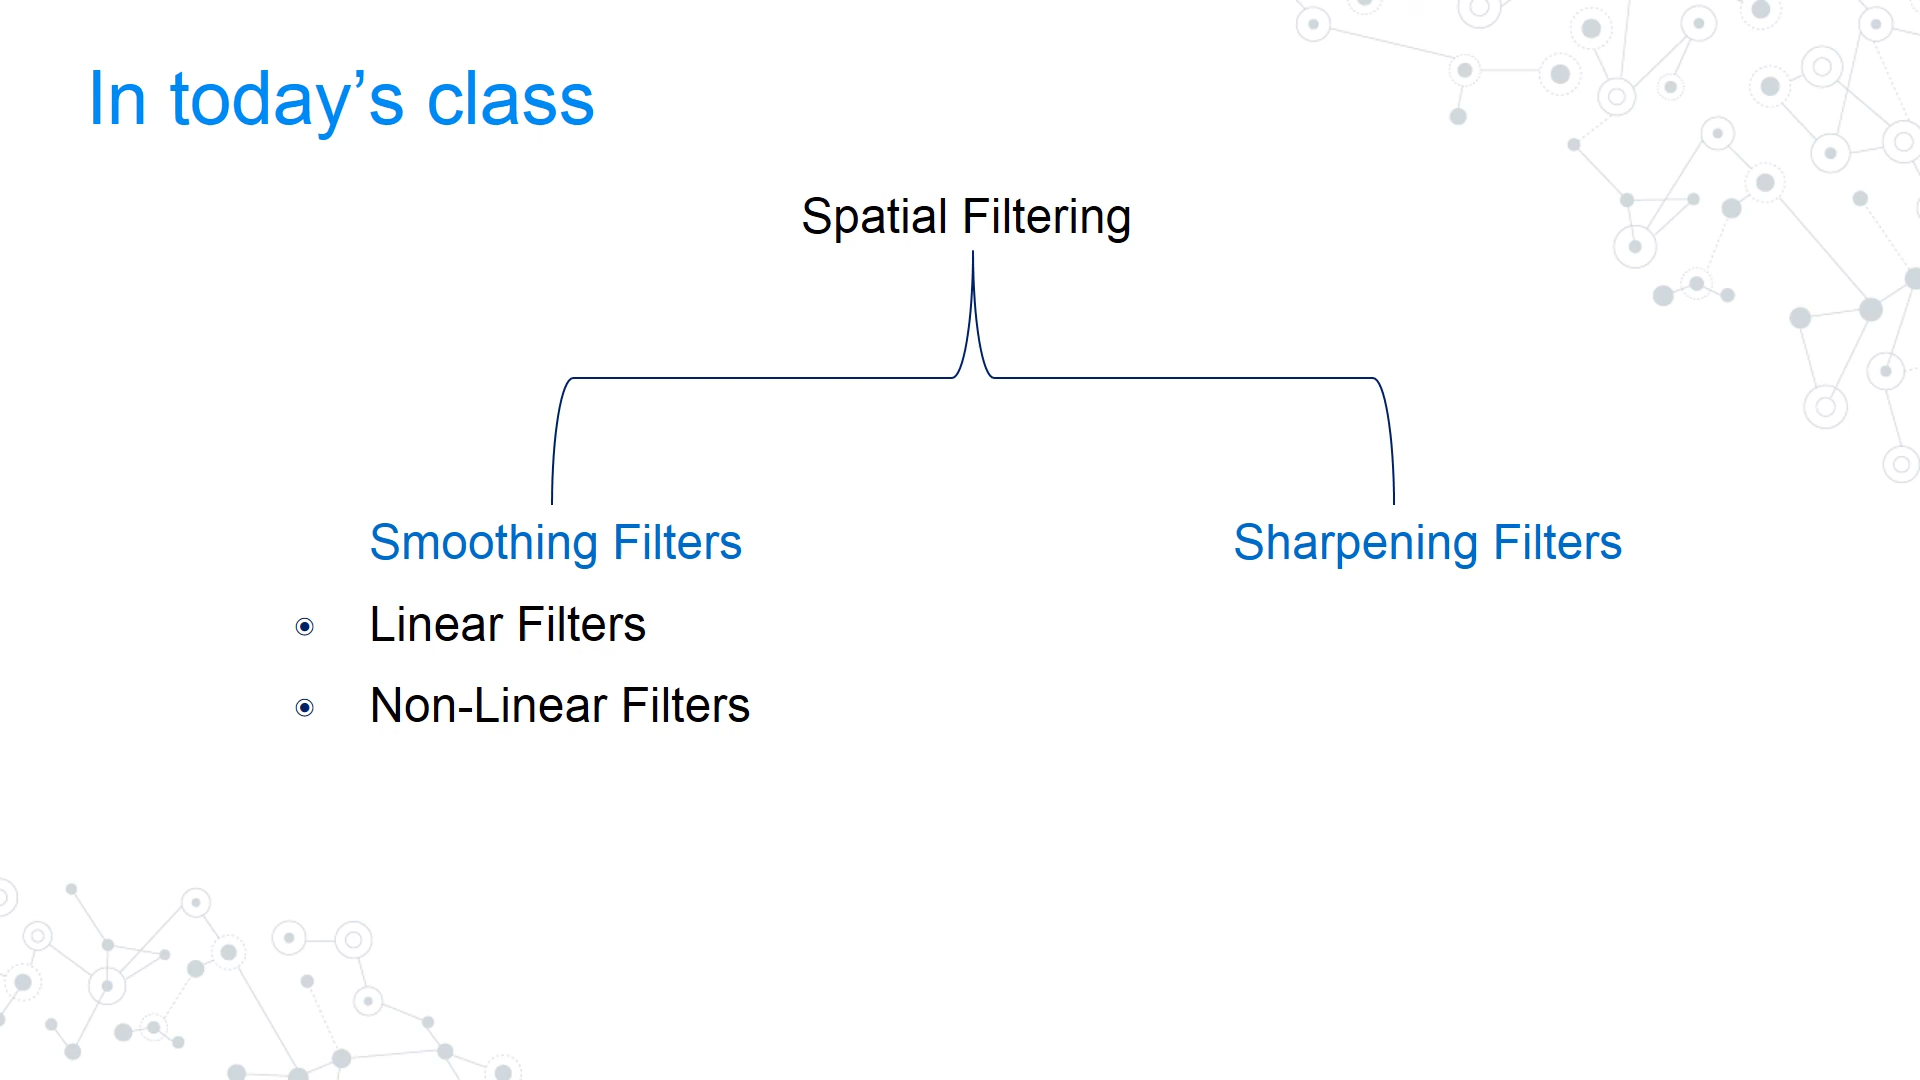 In today’s class
Spatial Filtering
Smoothing Filters
Linear Filters
Non-Linear Filters
Sharpening Filters